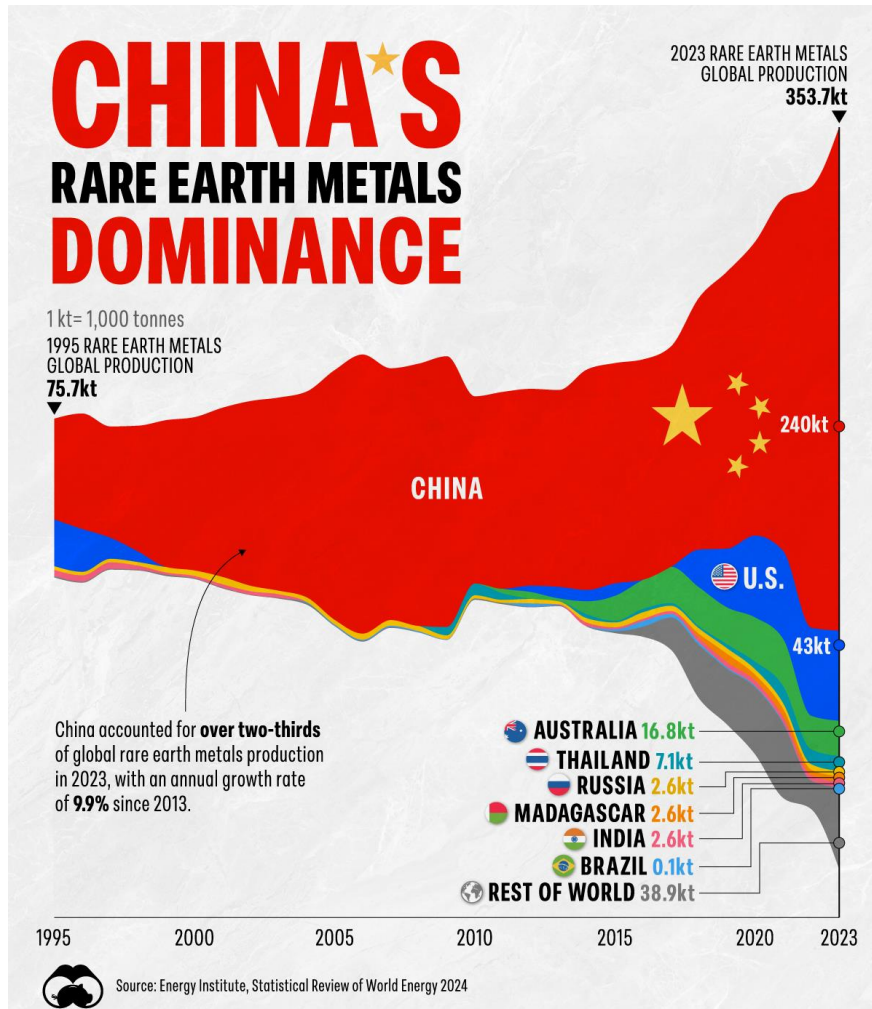 CHINA'S
RARE EARTH METALS
DOMINANCE
2023 RARE EARTH METALS
GLOBAL PRODUCTION
353.7kt
1 kt= 1,000 tonnes
1995 RARE EARTH METALS
GLOBAL PRODUCTION
75.7kt
240kt
CHINA
U.S.
43kt
China accounted for over two-thirds
of global rare earth metals production
in 2023, with an annual growth rate
of 9.9% since 2013.
AUSTRALIA 16.8kt
THAILAND 7.1kt
RUSSIA 2.6kt
MADAGASCAR 2.6kt
INDIA 2.6kt
BRAZIL 0.1kt
REST OF WORLD 38.9kt
1995 2000 2005 2010 2015 2020 2023
Source: Energy Institute, Statistical Review of World Energy 2024